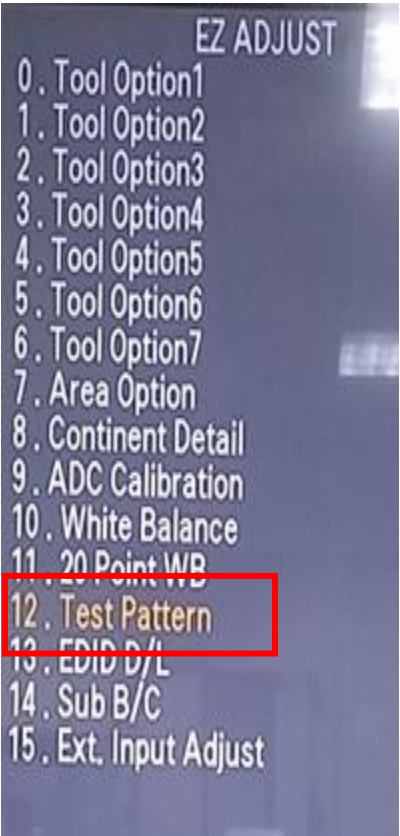 EZ ADJUST
0 . Tool Option1
1 . Tool Option2
2 . Tool Option3
3 . Tool Option4
4 . Tool Option5
5 . Tool Option6
6 . Tool Option7
7 . Area Option
8 . Continent Detail
9 . ADC Calibration
10 . White Balance
11 . 20 Point WB
12 . Test Pattern
13 . EDID D/L
14 . Sub B/C
15 . Ext. Input Adjust